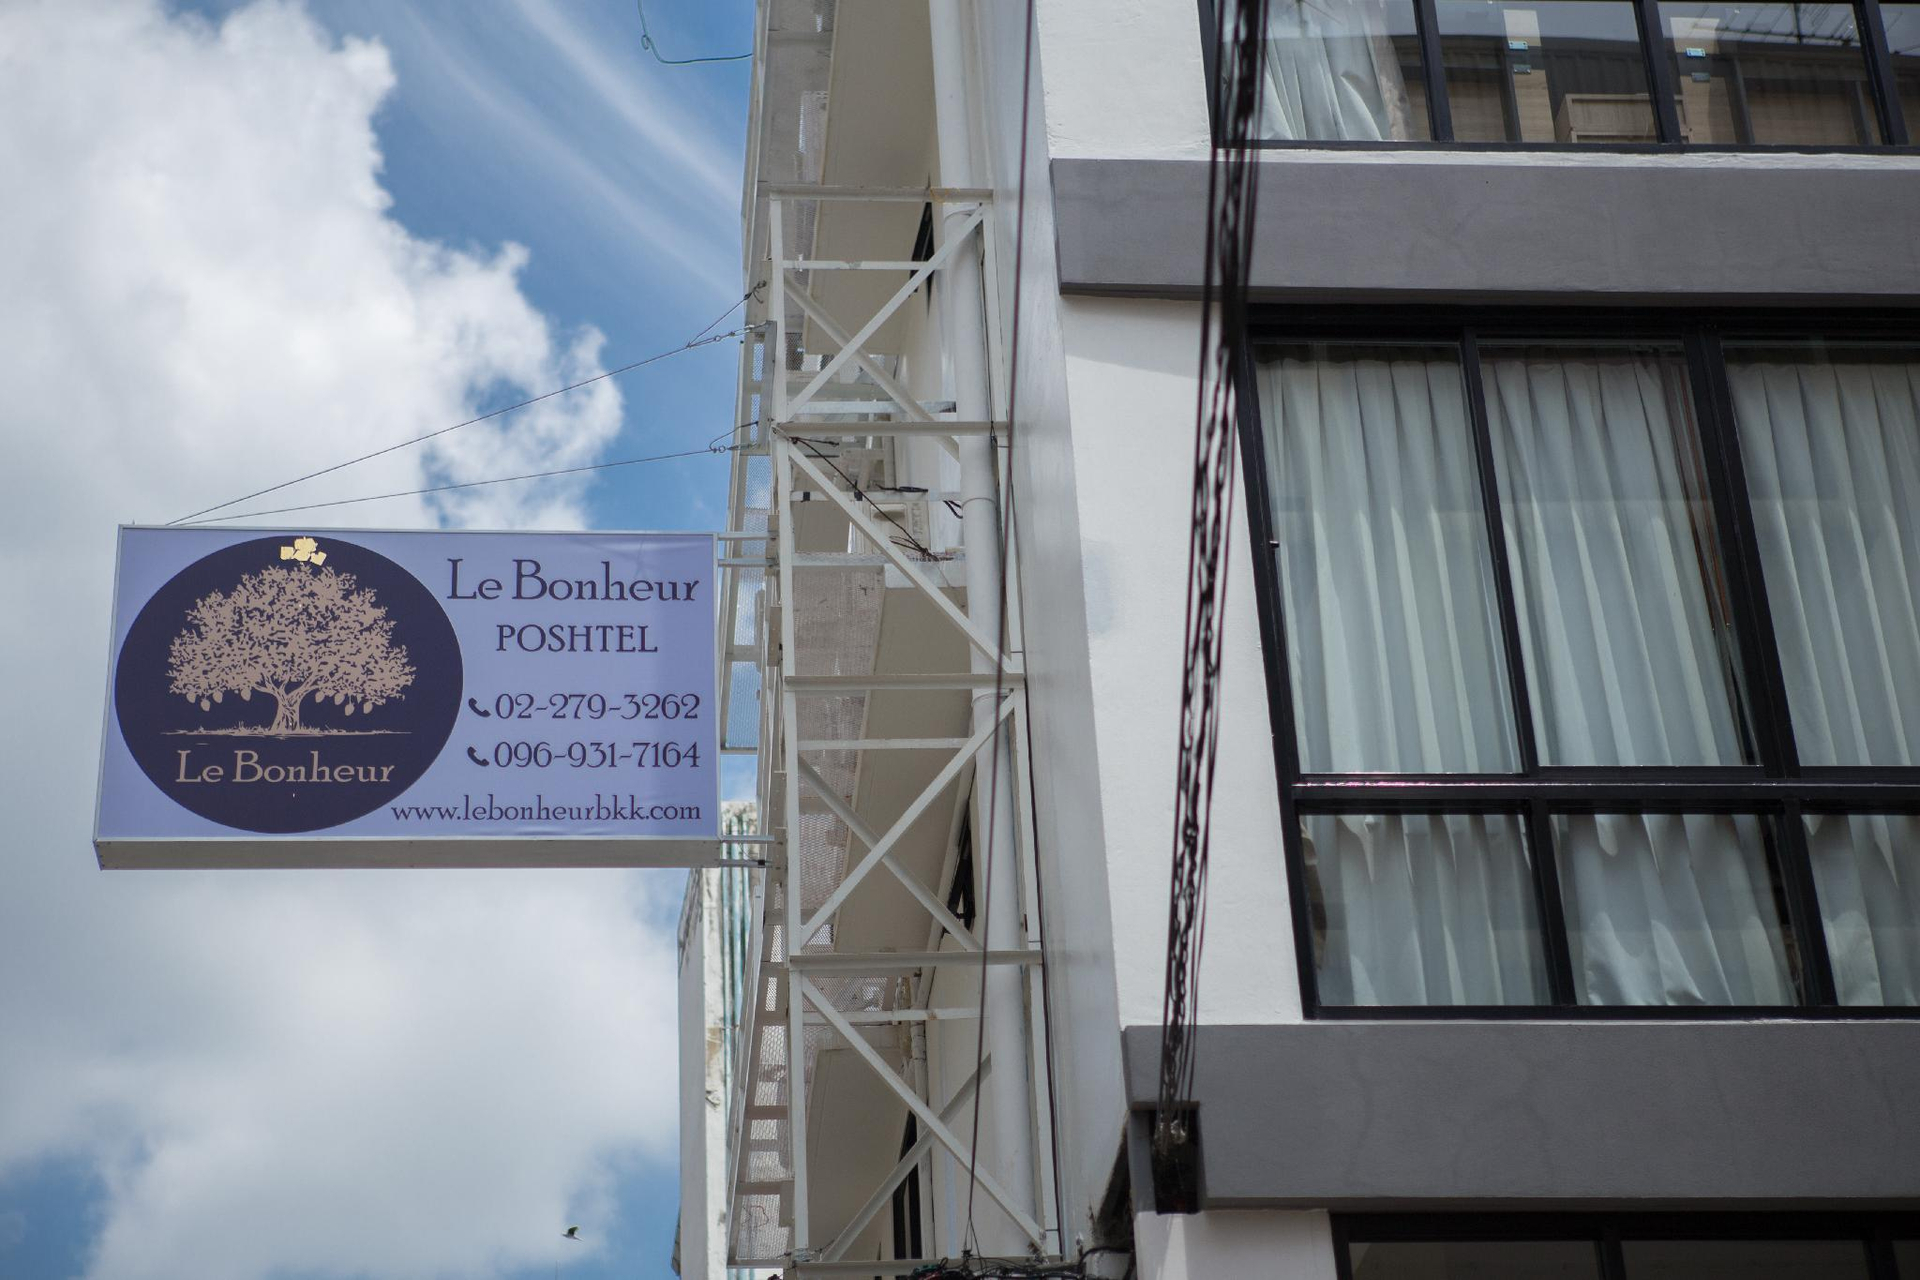 Le Bonheur
POSHTEL
02-279-3262
096-931-7164
www.lebonheurbkk.com
Le Bonheur